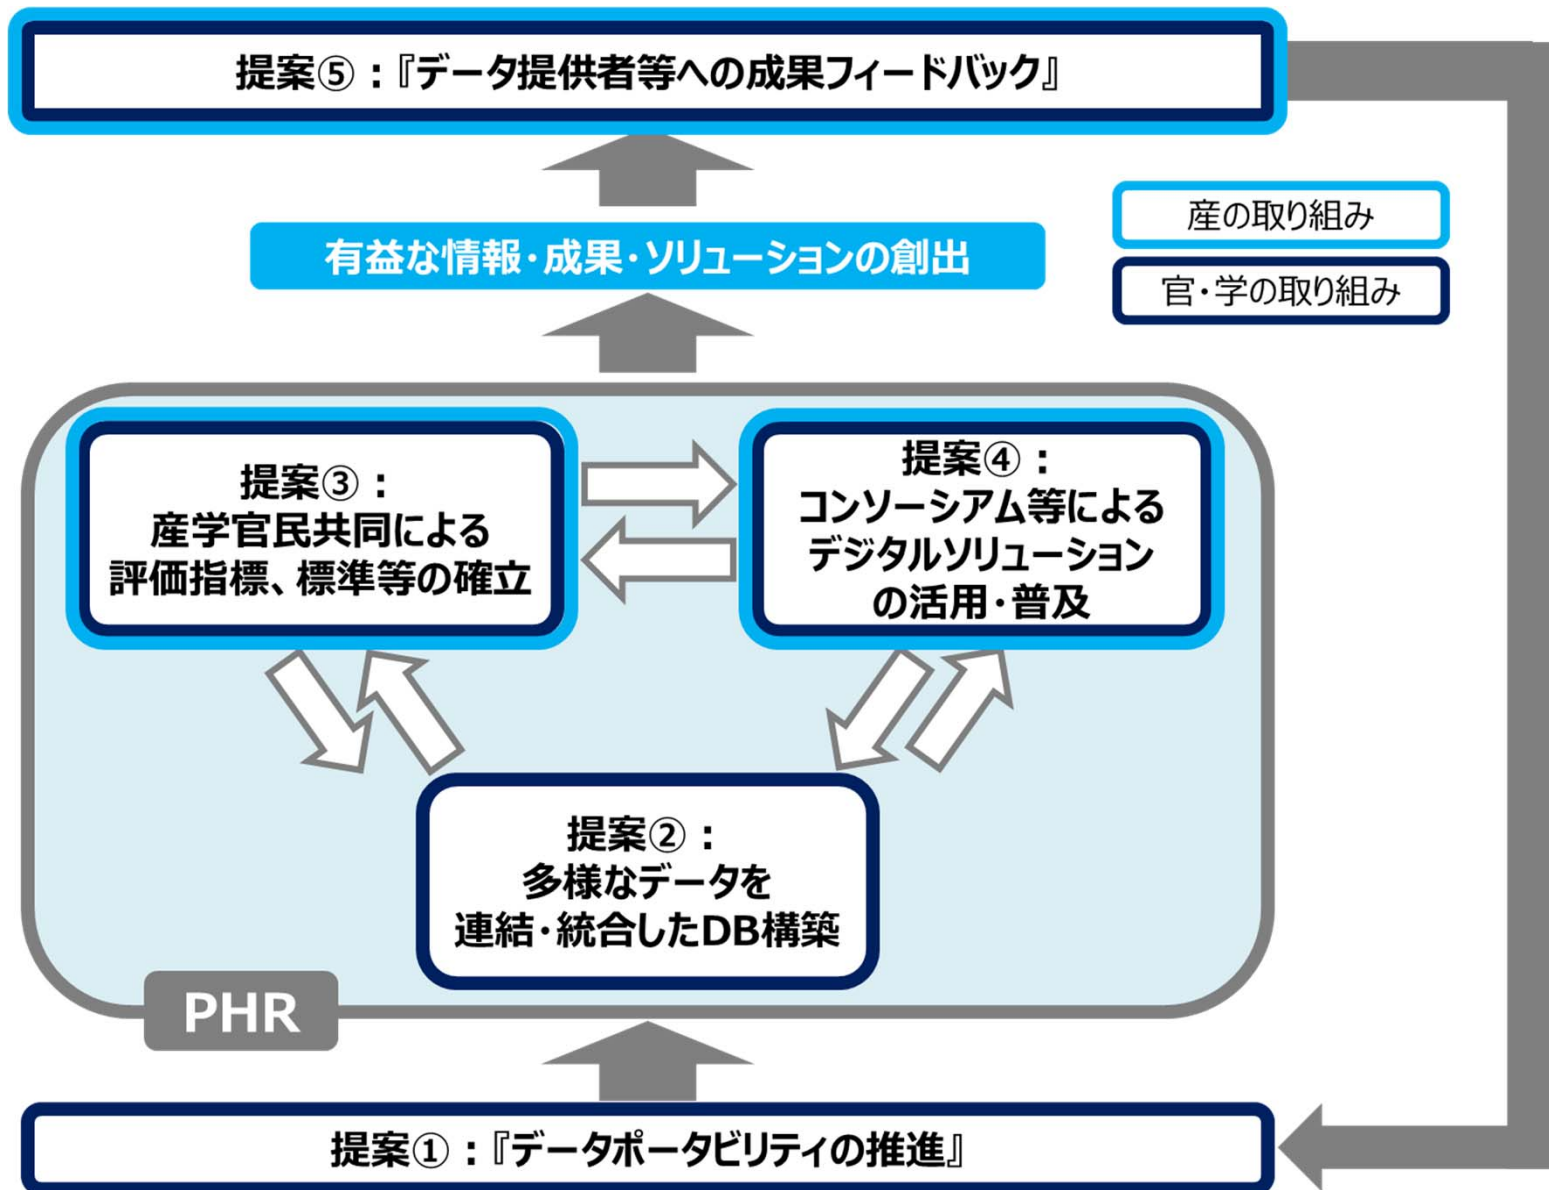 提案⑤：『データ提供者等への成果フィードバック』
産の取り組み
有益な情報・成果・ソリューションの創出
官・学の取り組み
提案③：
産学官民共同による
評価指標、標準等の確立
提案④：
コンソーシアム等による
デジタルソリューション
の活用・普及
提案②：
多様なデータを
連結・統合したDB構築
PHR
提案①：『データポータビリティの推進』